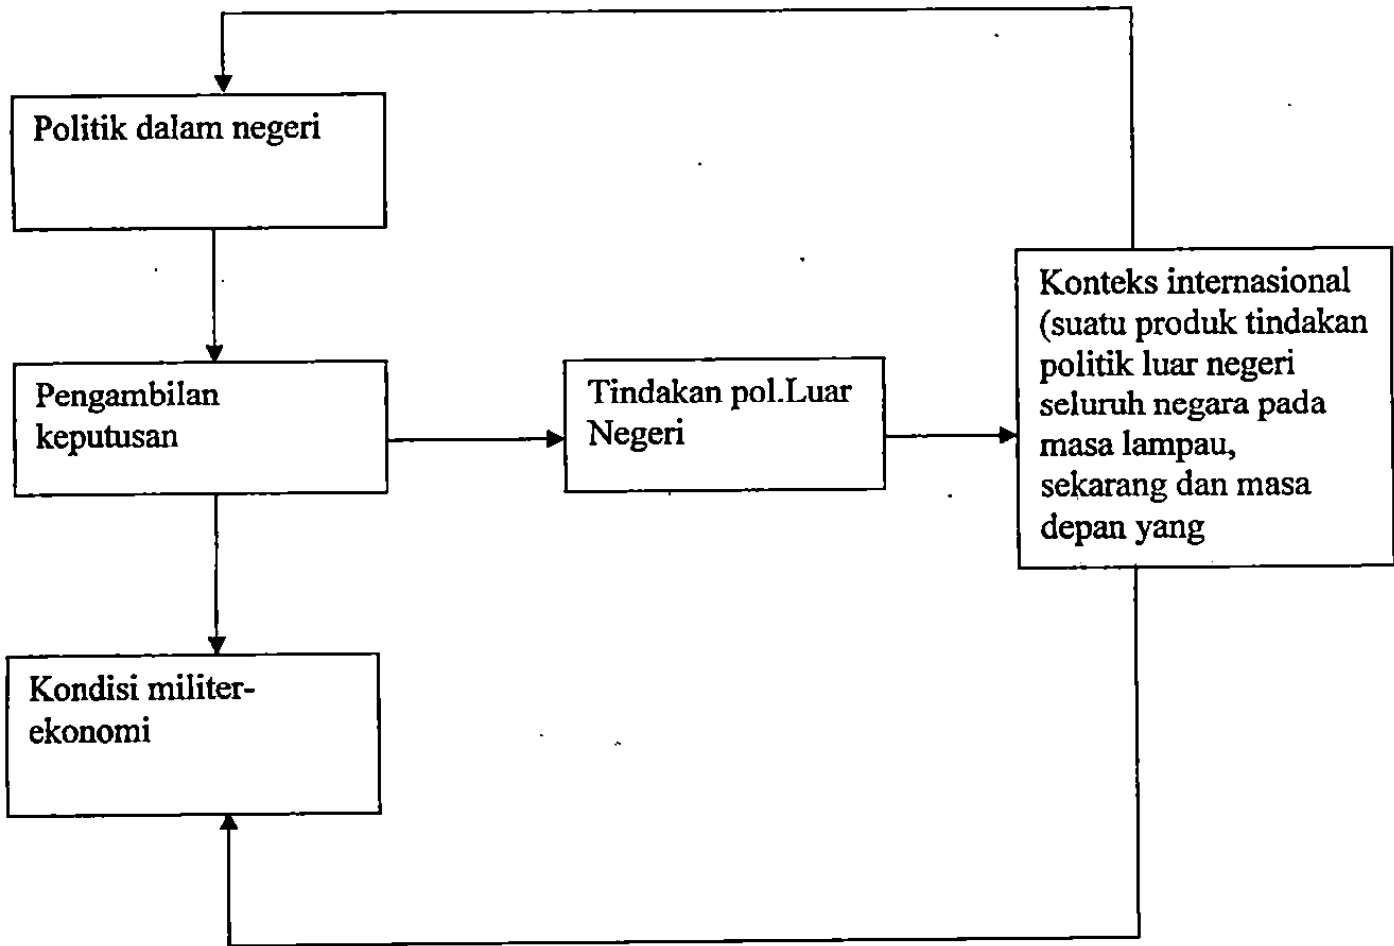 Politik dalam negeri
Pengambilan
keputusan
Tindakan pol.Luar
Negeri
Konteks internasional
(suatu produk tindakan
politik luar negeri
seluruh negara pada
masa lampau,
sekarang dan masa
depan yang
Kondisi militer-
ekonomi